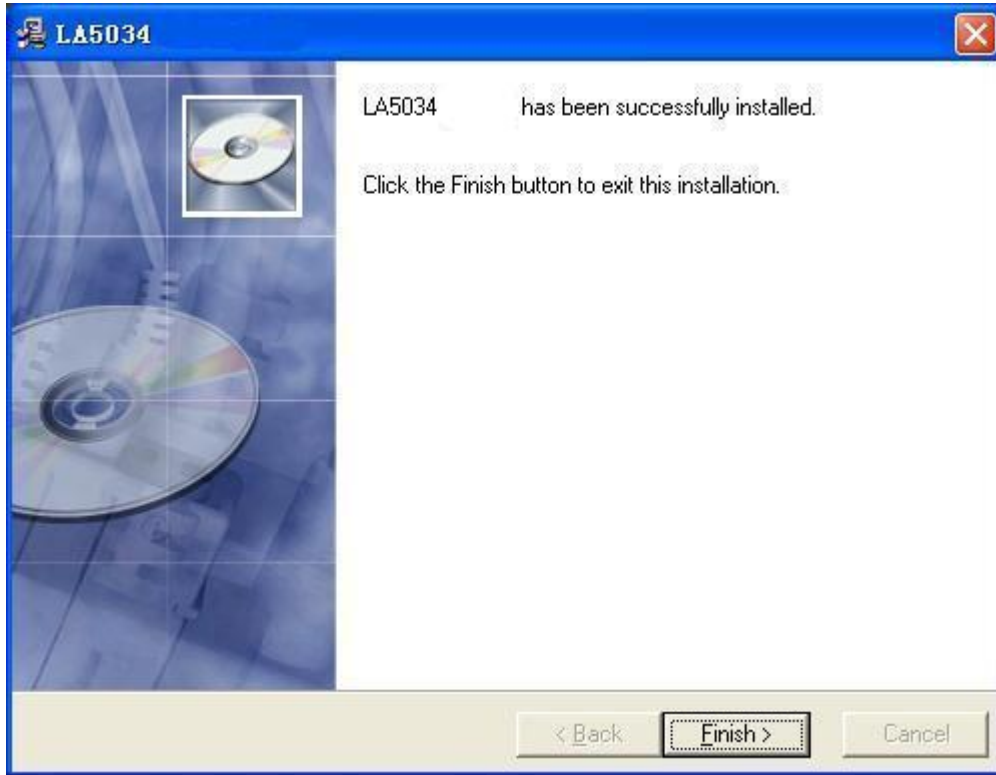 LA5034
LA5034 has been successfully installed.
Click the Finish button to exit this installation.
< Back
Finish >
Cancel